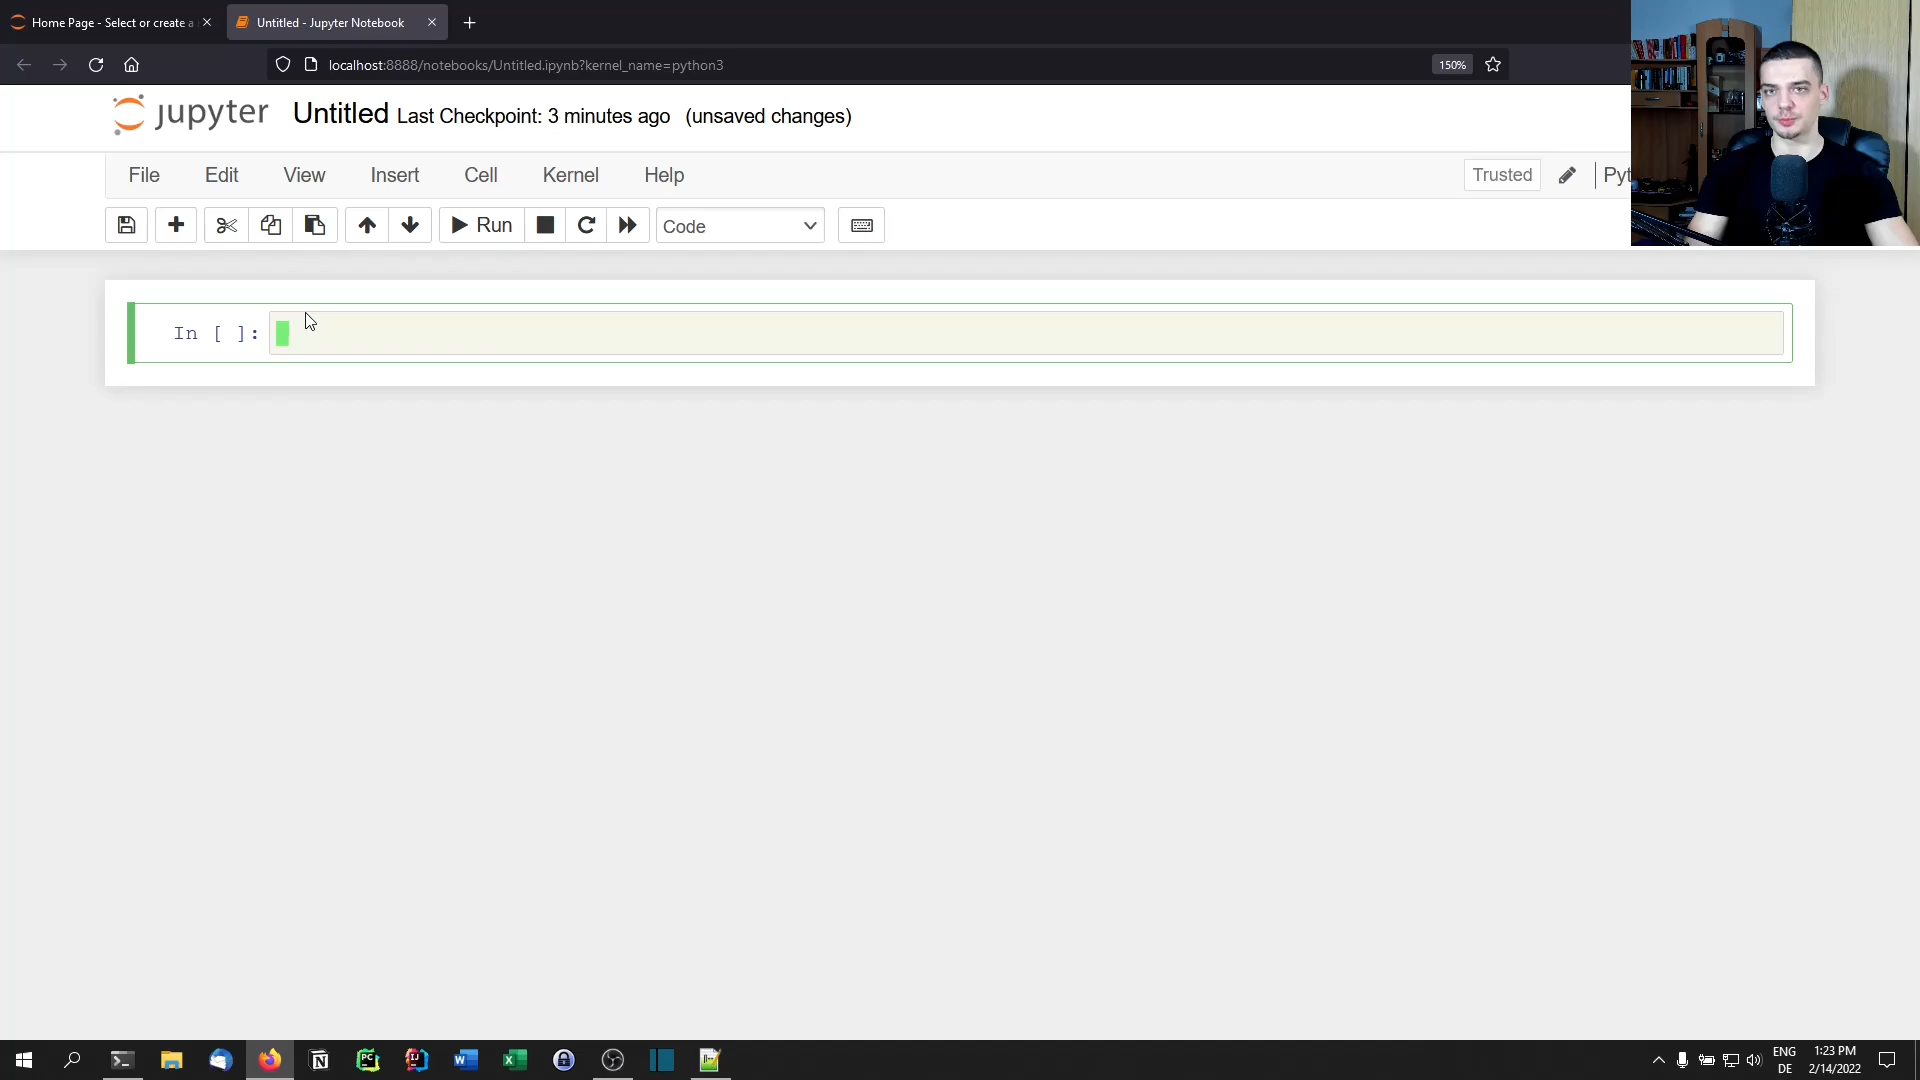 Home Page - Select or create a
Untitled - Jupyter Notebook
localhost:8888/notebooks/Untitled.ipynb?kernel_name=python3
150%
jupyter Untitled Last Checkpoint: 3 minutes ago (unsaved changes)
File Edit View Insert Cell Kernel Help
Trusted
Pyt
Run
Code
In [ ]:
ENG
DE
1:23 PM
2/14/2022